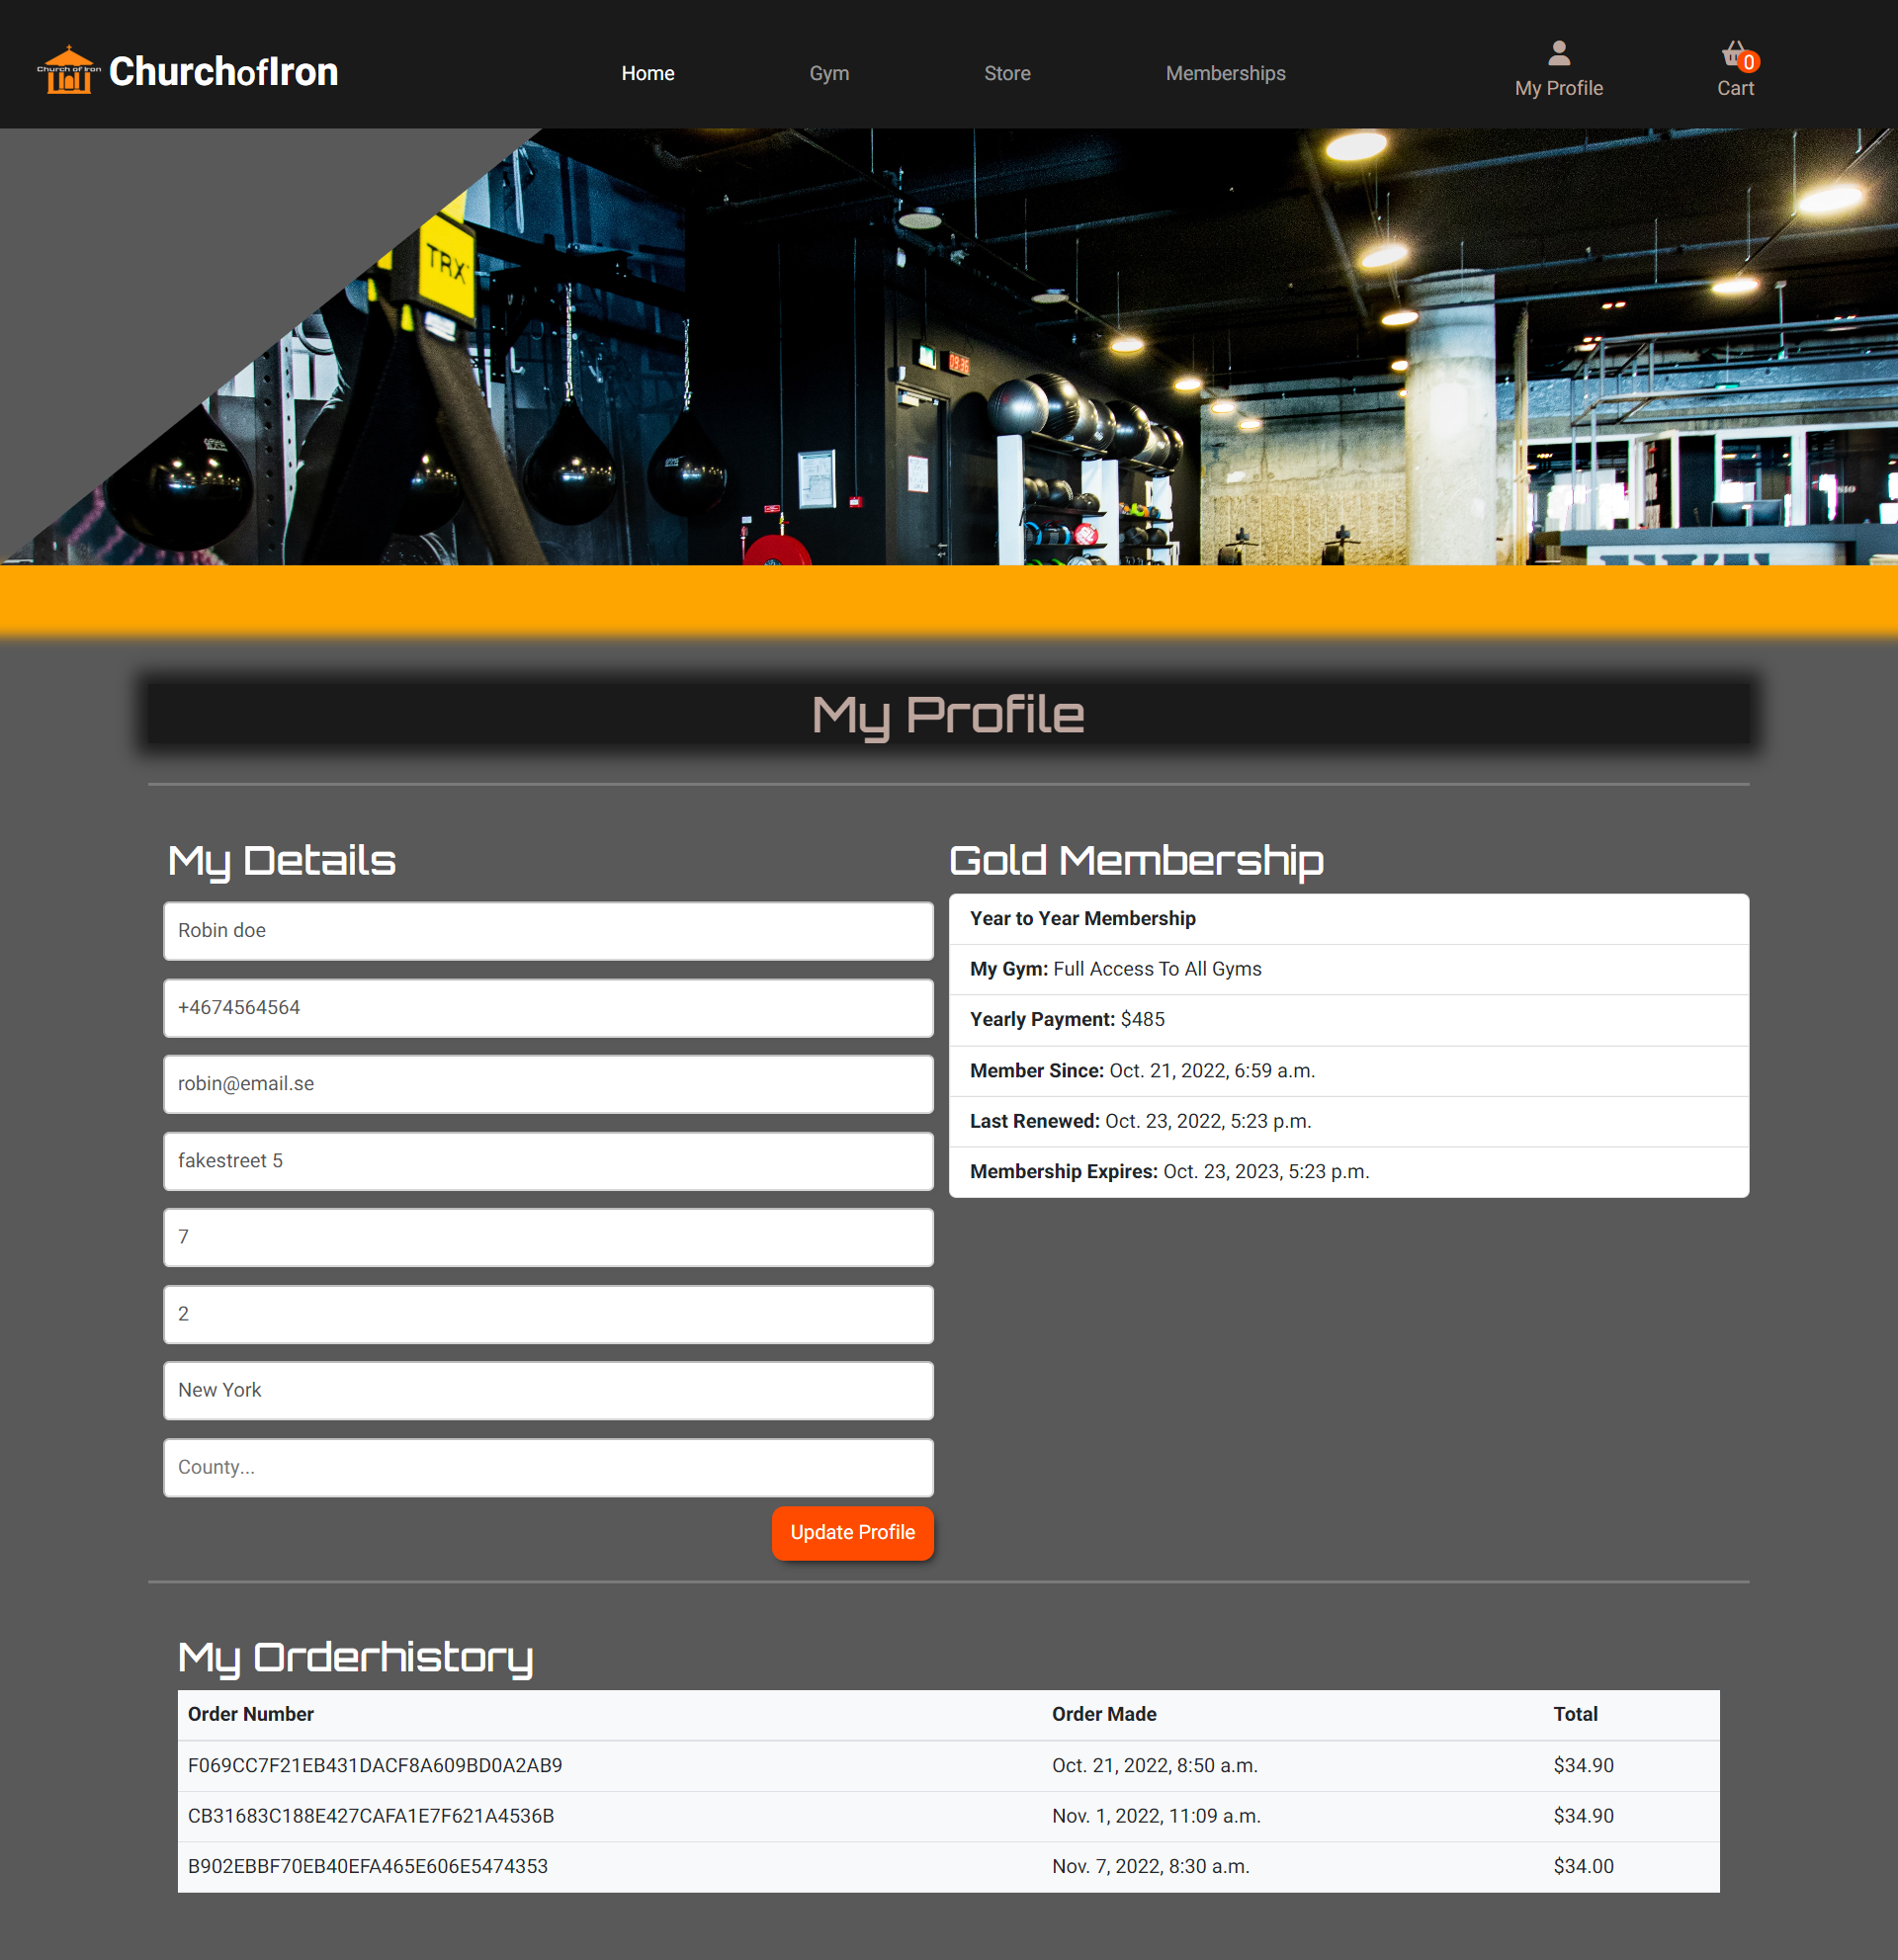 Church of Iron
ChurchofIron
Home
Gym
Store
Memberships
My Profile
0
Cart
TRX
09:36
My Profile
My Details
Robin doe
+4674564564
robin@email.se
fakestreet 5
7
2
New York
County...
Update Profile
Gold Membership
Year to Year Membership
My Gym: Full Access To All Gyms
Yearly Payment: $485
Member Since: Oct. 21, 2022, 6:59 a.m.
Last Renewed: Oct. 23, 2022, 5:23 p.m.
Membership Expires: Oct. 23, 2023, 5:23 p.m.
My Orderhistory
Order Number Order Made Total
F069CC7F21EB431DACF8A609BD0A2AB9 Oct. 21, 2022, 8:50 a.m. $34.90
CB31683C188E427CAFA1E7F621A4536B Nov. 1, 2022, 11:09 a.m. $34.90
B902EBBF70EB40EFA465E606E5474353 Nov. 7, 2022, 8:30 a.m. $34.00